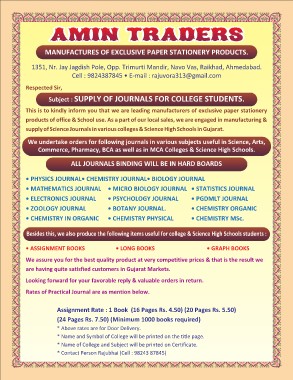 AMIN TRADERS
MANUFACTURES OF EXCLUSIVE PAPER STATIONERY PRODUCTS.
1351, Nr. Jay Jagdish Pole, Opp. Trimurti Mandir, Navo Vas, Raikhad, Ahmedabad.
Cell : 9824387845 • E-mail : rajuvora313@gmail.com
Respected Sir,
Subject : SUPPLY OF JOURNALS FOR COLLEGE STUDENTS.
This is to kindly inform you that we are leading manufacturers of exclusive paper stationery
products of office & school use. As a part of our local sales, we are engaged in manufacturing &
supply of Science Journals in various colleges & Science High Schools in Gujarat.
We undertake orders for following journals in various subjects useful in Science, Arts,
Commerce, Pharmacy, BCA as well as in MCA Colleges & Science High Schools.
ALL JOURNALS BINDING WILL BE IN HARD BOARDS
• PHYSICS JOURNAL • CHEMISTRY JOURNAL • BIOLOGY JOURNAL
• MATHEMATICS JOURNAL • MICRO BIOLOGY JOURNAL • STATISTICS JOURNAL
• ELECTRONICS JOURNAL • PSYCHOLOGY JOURNAL • PGDMLT JOURNAL
• ZOOLOGY JOURNAL • BOTANY JOURNAL. • CHEMISTRY ORGANIC
• CHEMISTRY IN ORGANIC • CHEMISTRY PHYSICAL • CHEMISTRY MSc.
Besides this, we also produce the following items useful for college & Science High Schools students :
• ASSIGNMENT BOOKS • LONG BOOKS • GRAPH BOOKS
We assure you for the best quality product at very competitive prices & that is the result we
are having quite satisfied customers in Gujarat Markets.
Looking forward for your favorable reply & valuable orders in return.
Rates of Practical Journal are as mention below.
Assignment Rate : 1 Book (16 Pages Rs. 4.50) (20 Pages Rs. 5.50)
(24 Pages Rs. 7.50) (Minimum 1000 books required)
* Above rates are for Door Delivery.
* Name and Symbol of College will be printed on the title page.
* Name of College and Subject will be printed on Certificate.
* Contact Person Rajubhai (Cell : 98243 87845)